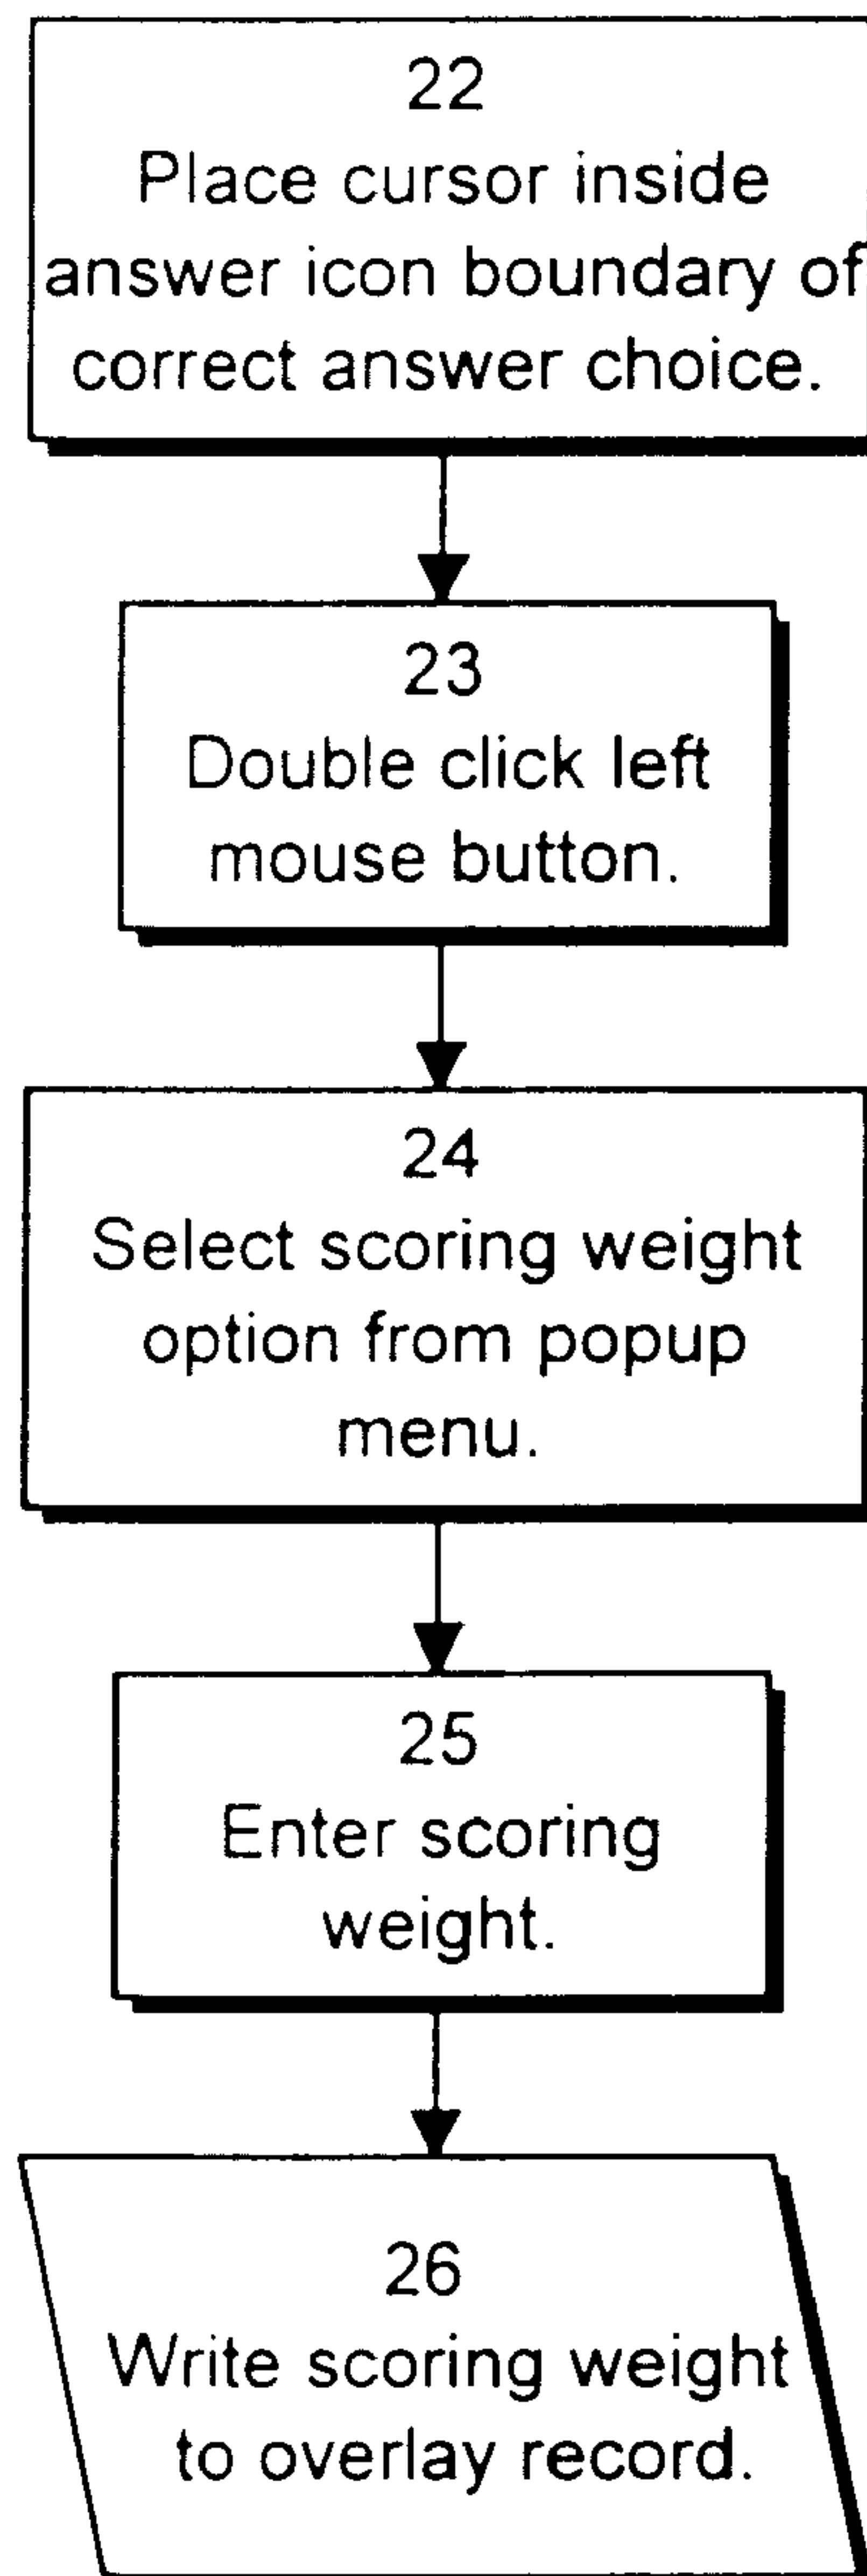 22
Place cursor inside
answer icon boundary of
correct answer choice.
23
Double click left
mouse button.
24
Select scoring weight
option from popup
menu.
25
Enter scoring
weight.
26
Write scoring weight
to overlay record.